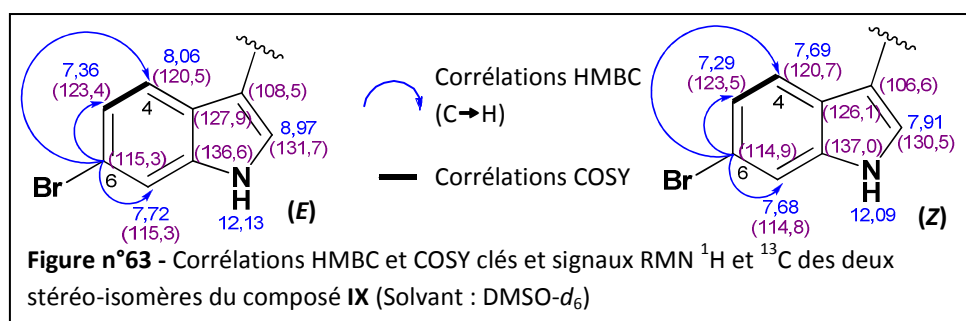 8,06
7,36
(120,5)
(123,4)
4
(108,5)
(127,9)
8,97
(131,7)
(115,3)
(136,6)
6
Br
N
H
7,72
(115,3)
12,13
(E)
Corrélations HMBC
(C→H)
Corrélations COSY
7,69
7,29
(120,7)
(123,5)
4
(106,6)
(126,1)
7,91
(130,5)
(114,9)
(137,0)
6
Br
N
H
7,68
(114,8)
12,09
(Z)
Figure n°63 - Corrélations HMBC et COSY clés et signaux RMN ¹H et ¹³C des deux
stéréo-isomères du composé IX (Solvant : DMSO-d₆)